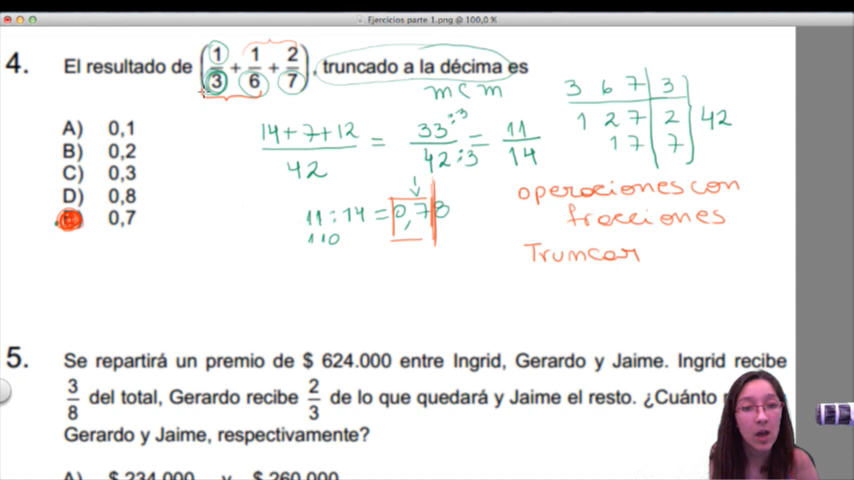 Ejercicios parte 1.png @ 100,0 %
4. El resultado de (1/3 + 1/6 + 2/7), truncado a la décima es
m c m
3 6 7 | 3
1 2 7 | 2
1 7 | 7
42
A) 0,1
B) 0,2
C) 0,3
D) 0,8
0,7
14+7+12 / 42 = 33:3 / 42:3 = 11 / 14
11 : 14 = 0,78
110
operaciones con
fracciones
Truncar
5. Se repartirá un premio de $ 624.000 entre Ingrid, Gerardo y Jaime. Ingrid recibe
3/8 del total, Gerardo recibe 2/3 de lo que quedará y Jaime el resto. ¿Cuánto
Gerardo y Jaime, respectivamente?
A) $ 234.000 y $ 260.000